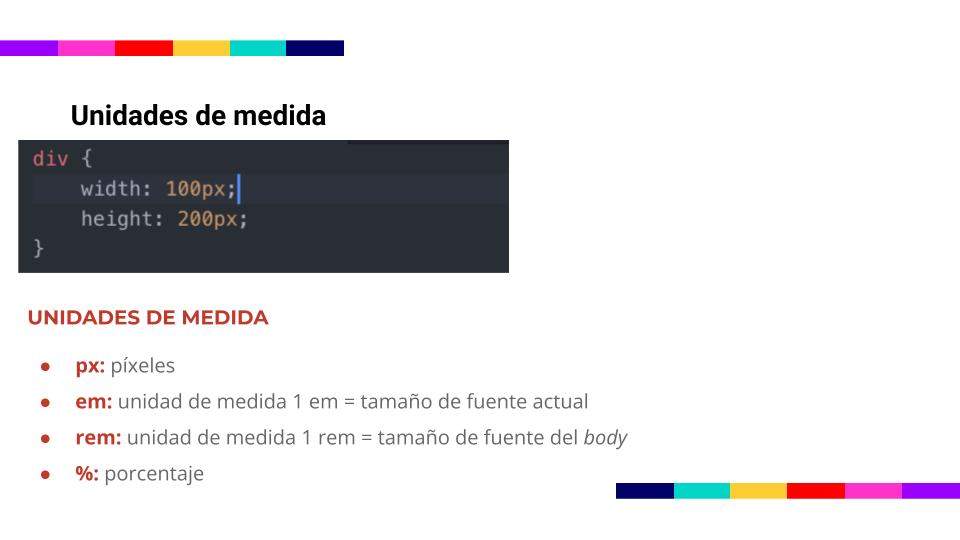 Unidades de medida
div {
    width: 100px;
    height: 200px;
}
UNIDADES DE MEDIDA
● px: píxeles
● em: unidad de medida 1 em = tamaño de fuente actual
● rem: unidad de medida 1 rem = tamaño de fuente del body
● %: porcentaje